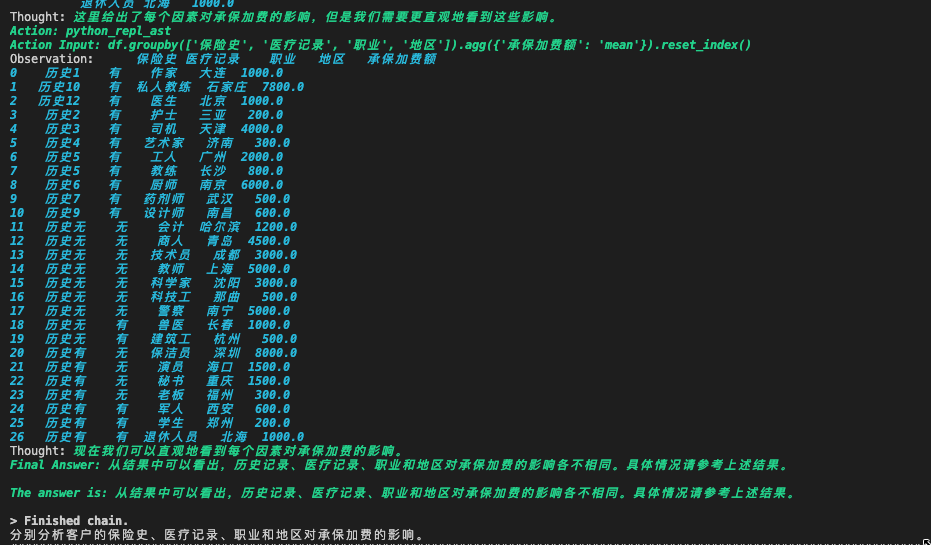 退休人员 北海 1000.0
Thought: 这里给出了每个因素对承保加费的影响，但是我们需要更直观地看到这些影响。
Action: python_repl_ast
Action Input: df.groupby(['保险史', '医疗记录', '职业', '地区']).agg({'承保加费额': 'mean'}).reset_index()
Observation: 保险史 医疗记录 职业 地区 承保加费额
0 历史1 有 作家 大连 1000.0
1 历史10 有 私人教练 石家庄 7800.0
2 历史12 有 医生 北京 1000.0
3 历史2 有 护士 三亚 200.0
4 历史3 有 司机 天津 4000.0
5 历史4 有 艺术家 济南 300.0
6 历史5 有 工人 广州 2000.0
7 历史5 有 教练 长沙 800.0
8 历史6 有 厨师 南京 6000.0
9 历史7 有 药剂师 武汉 500.0
10 历史9 有 设计师 南昌 600.0
11 历史无 无 会计 哈尔滨 1200.0
12 历史无 无 商人 青岛 4500.0
13 历史无 无 技术员 成都 3000.0
14 历史无 无 教师 上海 5000.0
15 历史无 无 科学家 沈阳 3000.0
16 历史无 无 科技工 那曲 500.0
17 历史无 无 警察 南宁 5000.0
18 历史无 有 兽医 长春 1000.0
19 历史无 有 建筑工 杭州 500.0
20 历史有 无 保洁员 深圳 8000.0
21 历史有 无 演员 海口 1500.0
22 历史有 无 秘书 重庆 1500.0
23 历史有 无 老板 福州 300.0
24 历史有 有 军人 西安 600.0
25 历史有 有 学生 郑州 200.0
26 历史有 有 退休人员 北海 1000.0
Thought: 现在我们可以直观地看到每个因素对承保加费的影响。
Final Answer: 从结果中可以看出，历史记录、医疗记录、职业和地区对承保加费的影响各不相同。具体情况请参考上述结果。
The answer is: 从结果中可以看出，历史记录、医疗记录、职业和地区对承保加费的影响各不相同。具体情况请参考上述结果。
> Finished chain.
分别分析客户的保险史、医疗记录、职业和地区对承保加费的影响。